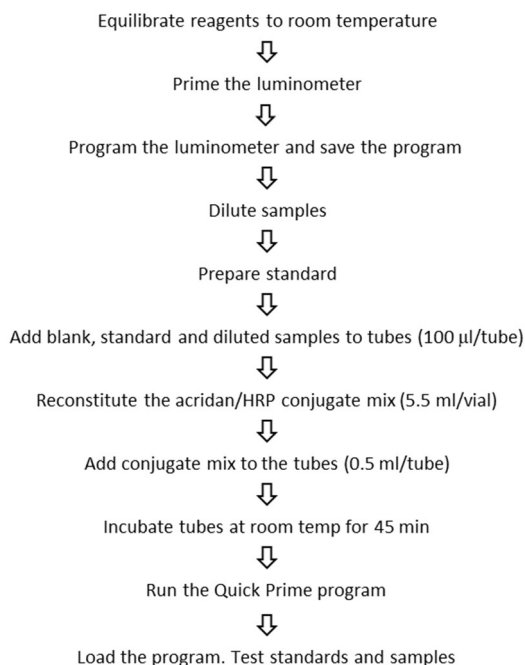 Equilibrate reagents to room temperature
Prime the luminometer
Program the luminometer and save the program
Dilute samples
Prepare standard
Add blank, standard and diluted samples to tubes (100 µl/tube)
Reconstitute the acridan/HRP conjugate mix (5.5 ml/vial)
Add conjugate mix to the tubes (0.5 ml/tube)
Incubate tubes at room temp for 45 min
Run the Quick Prime program
Load the program. Test standards and samples